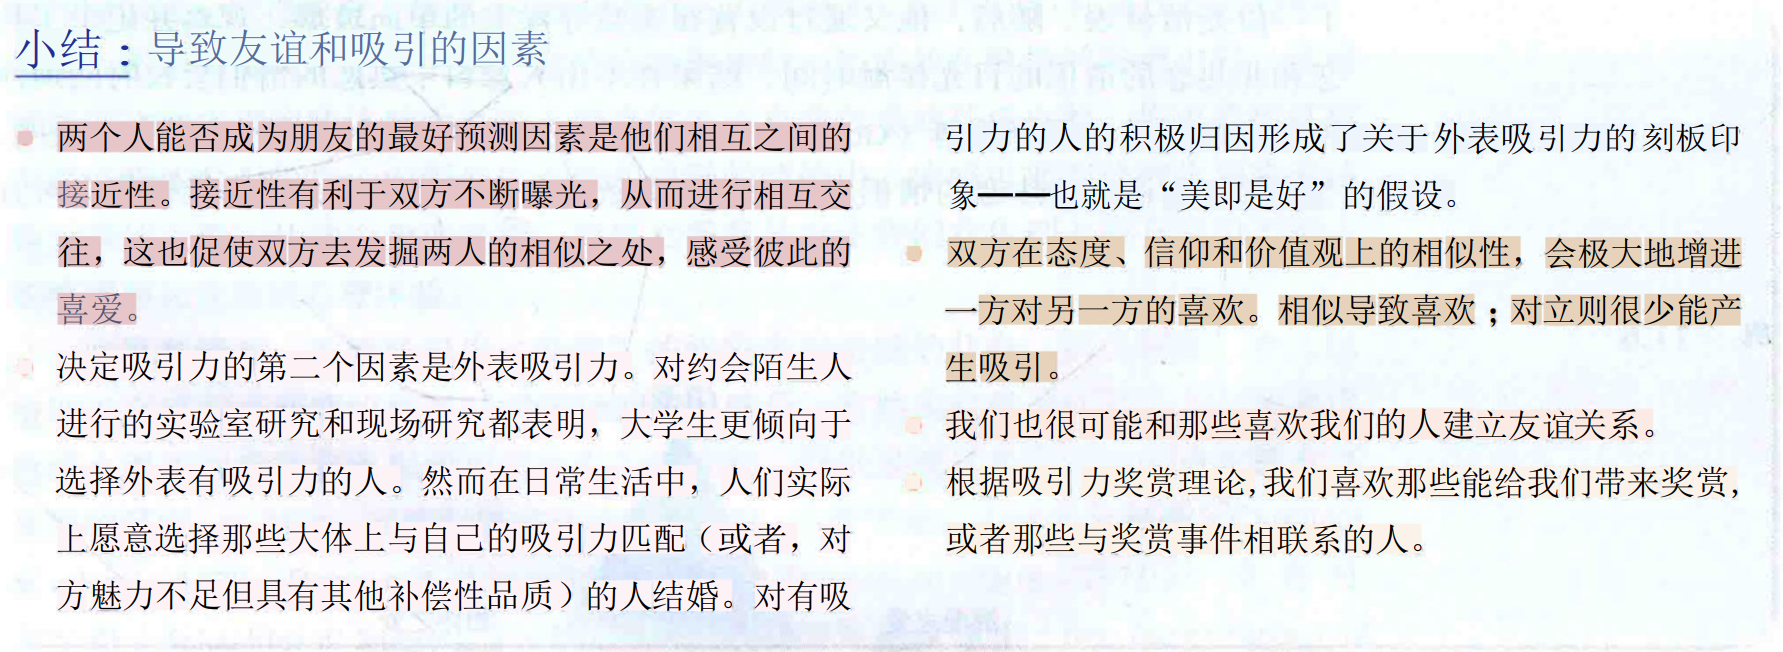 小结：导致友谊和吸引的因素
两个人能否成为朋友的最好预测因素是他们相互之间的
接近性。接近性有利于双方不断曝光，从而进行相互交
往，这也促使双方去发掘两人的相似之处，感受彼此的
喜爱。
决定吸引力的第二个因素是外表吸引力。对约会陌生人
进行的实验室研究和现场研究都表明，大学生更倾向于
选择外表有吸引力的人。然而在日常生活中，人们实际
上愿意选择那些大体上与自己的吸引力匹配（或者，对
方魅力不足但具有其他补偿性品质）的人结婚。对有吸
引力的人的积极归因形成了关于外表吸引力的刻板印
象——也就是“美即是好”的假设。
双方在态度、信仰和价值观上的相似性，会极大地增进
一方对另一方的喜欢。相似导致喜欢；对立则很少能产
生吸引。
我们也很可能和那些喜欢我们的人建立友谊关系。
根据吸引力奖赏理论,我们喜欢那些能给我们带来奖赏,
或者那些与奖赏事件相联系的人。